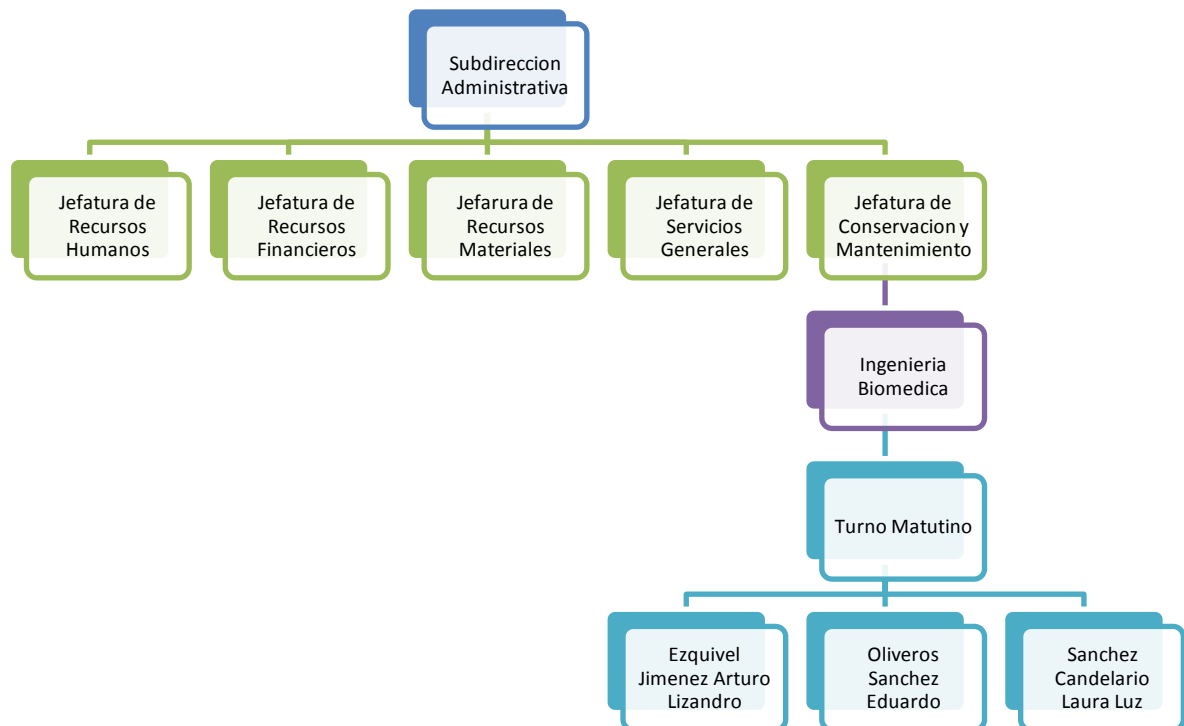 Subdireccion
Administrativa
Jefatura de
Recursos
Humanos
Jefatura de
Recursos
Financieros
Jefarura de
Recursos
Materiales
Jefatura de
Servicios
Generales
Jefatura de
Conservacion y
Mantenimiento
Ingenieria
Biomedica
Turno Matutino
Ezquivel
Jimenez Arturo
Lizandro
Oliveros
Sanchez
Eduardo
Sanchez
Candelario
Laura Luz